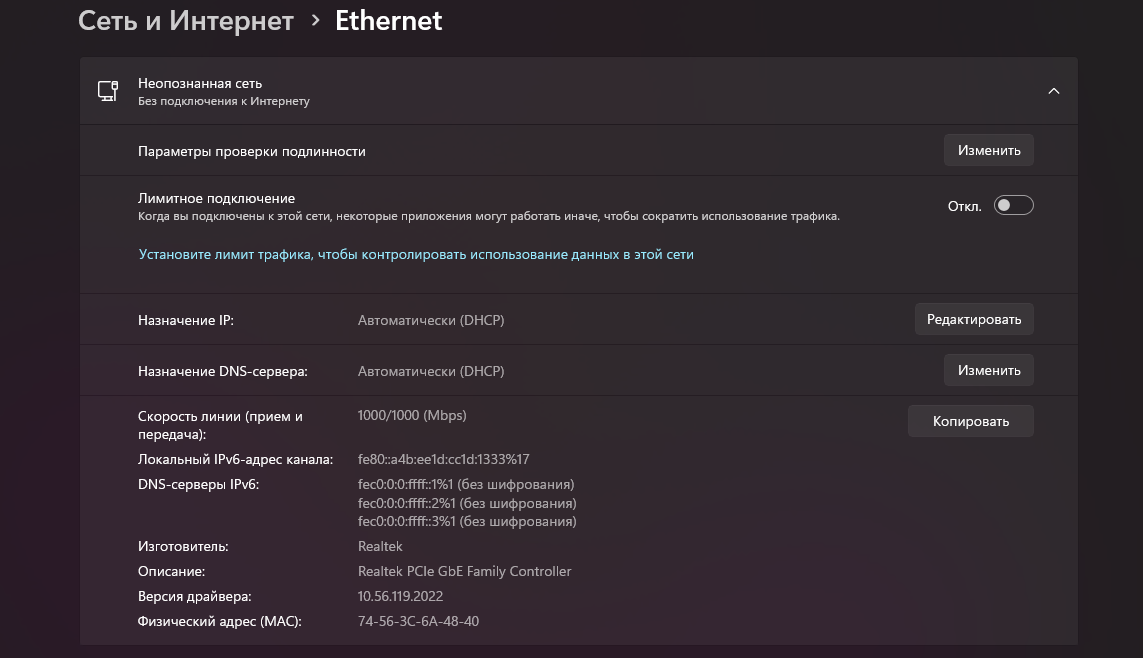 Сеть и Интернет > Ethernet
Неопознанная сеть
Без подключения к Интернету
Параметры проверки подлинности
Изменить
Лимитное подключение
Когда вы подключены к этой сети, некоторые приложения могут работать иначе, чтобы сократить использование трафика.
Откл.
Установите лимит трафика, чтобы контролировать использование данных в этой сети
Назначение IP: Автоматически (DHCP)
Редактировать
Назначение DNS-сервера: Автоматически (DHCP)
Изменить
Скорость линии (прием и
передача):
1000/1000 (Mbps)
Копировать
Локальный IPv6-адрес канала: fe80::a4b:ee1d:cc1d:1333%17
DNS-серверы IPv6: fec0:0:0:ffff::1%1 (без шифрования)
fec0:0:0:ffff::2%1 (без шифрования)
fec0:0:0:ffff::3%1 (без шифрования)
Изготовитель: Realtek
Описание: Realtek PCIe GbE Family Controller
Версия драйвера: 10.56.119.2022
Физический адрес (MAC): 74-56-3C-6A-48-40